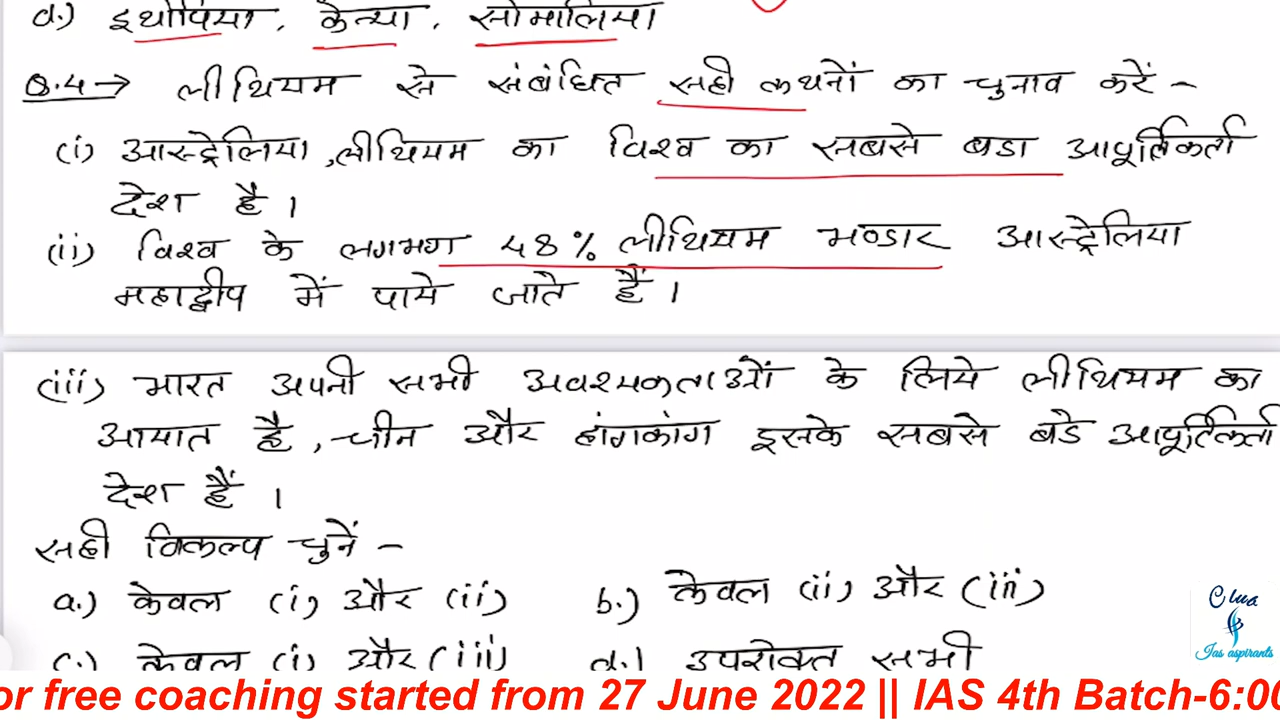 d.) इथोपिया, केन्या, सोमालिया
Q.4→ लीथियम से संबंधित सही कथनों का चुनाव करें -
(i) आस्ट्रेलिया, लीथियम का विश्व का सबसे बडा आपूर्तिकर्ता
देश है।
(ii) विश्व के लगभग 48% लीथियम भण्डार आस्ट्रेलिया
महाद्वीप में पाये जाते हैं।
(iii) भारत अपनी सभी अवश्यकताओं के लिये लीथियम का
आयात है, चीन और हांगकांग इसके सबसे बडे आपूर्तिकर्ता
देश हैं।
सही विकल्प चुनें -
a.) केवल (i) और (ii) b.) केवल (ii) और (iii)
c.) केवल (i) और (iii) d.) उपरोक्त सभी
Clua
Ias aspirants
or free coaching started from 27 June 2022 || IAS 4th Batch-6:00